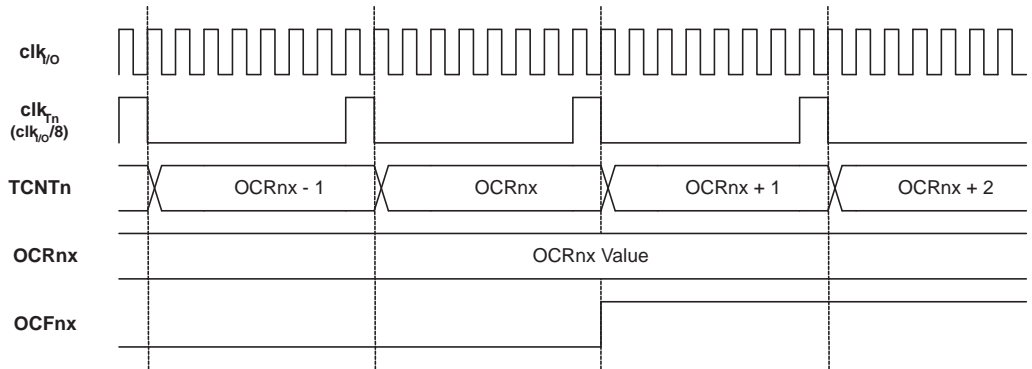 clkI/O
clkTn
(clkI/O/8)
TCNTn OCRnx - 1 OCRnx OCRnx + 1 OCRnx + 2
OCRnx OCRnx Value
OCFnx